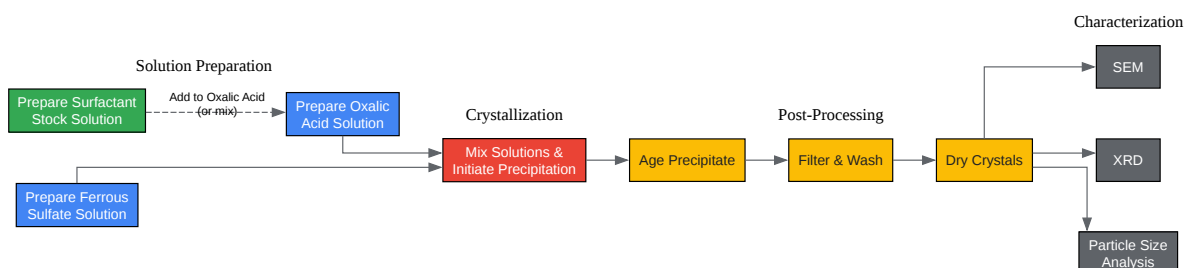 Characterization
Solution Preparation
SEM
Prepare Surfactant
Stock Solution
Add to Oxalic Acid
(or mix)
Prepare Oxalic
Acid Solution
Crystallization
Post-Processing
Mix Solutions &
Initiate Precipitation
Age Precipitate
Filter & Wash
Dry Crystals
XRD
Prepare Ferrous
Sulfate Solution
Particle Size
Analysis